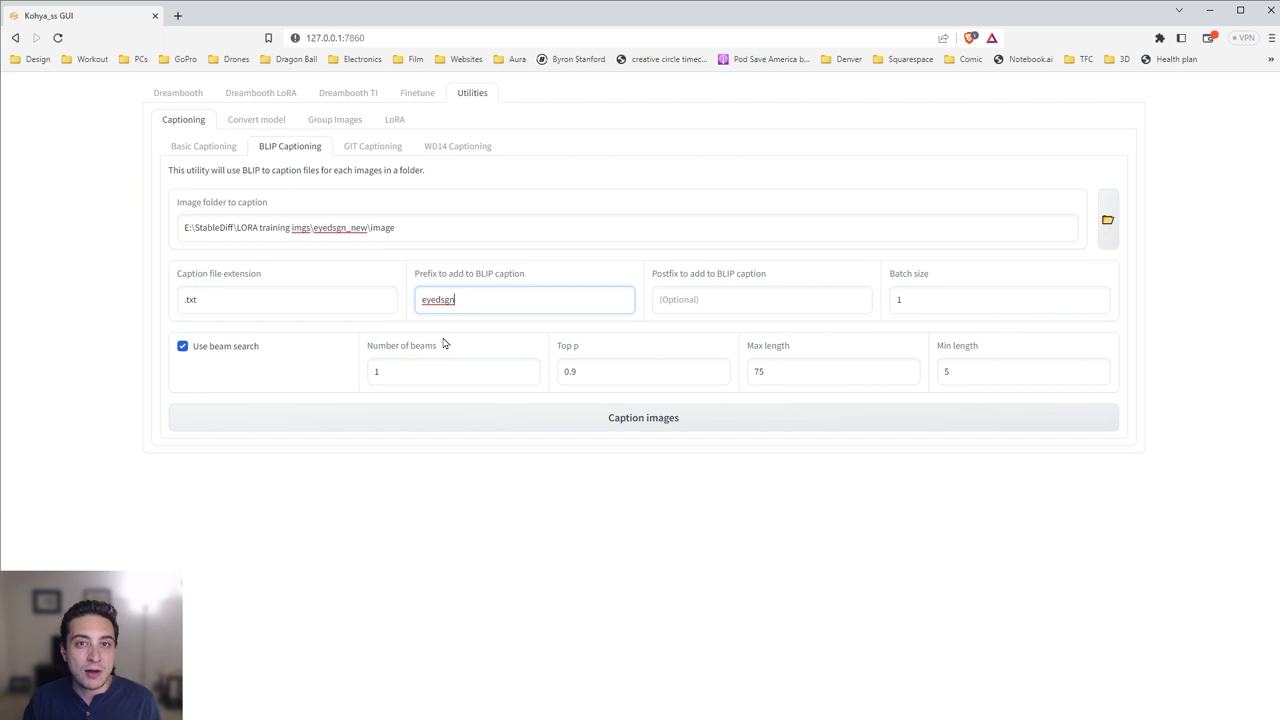 Kohya_ss GUI
127.0.0.1:7860
VPN
Design Workout PCs GoPro Drones Dragon Ball Electronics Film Websites Aura Byron Stanford creative circle timec... Pod Save America b... Denver Squarespace Comic Notebook.ai TFC 3D Health plan
Dreambooth Dreambooth LoRA Dreambooth TI Finetune Utilities
Captioning Convert model Group Images LoRA
Basic Captioning BLIP Captioning GIT Captioning WD14 Captioning
This utility will use BLIP to caption files for each images in a folder.
Image folder to caption
E:\StableDiff\LORA training imgs\eyedsgn_new\image
Caption file extension Prefix to add to BLIP caption Postfix to add to BLIP caption Batch size
.txt eyedsgn (Optional) 1
Use beam search Number of beams Top p Max length Min length
1 0.9 75 5
Caption images